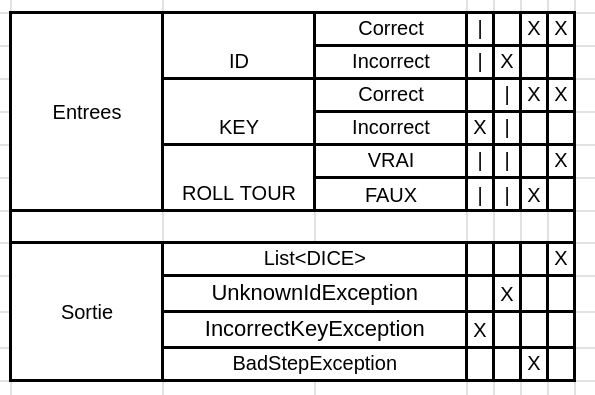 Correct | X X
ID Incorrect | X
Entrees Correct | X X
KEY Incorrect X |
VRAI | | X
ROLL TOUR FAUX | | X
List<DICE> X
UnknownIdException X
Sortie IncorrectKeyException X
BadStepException X